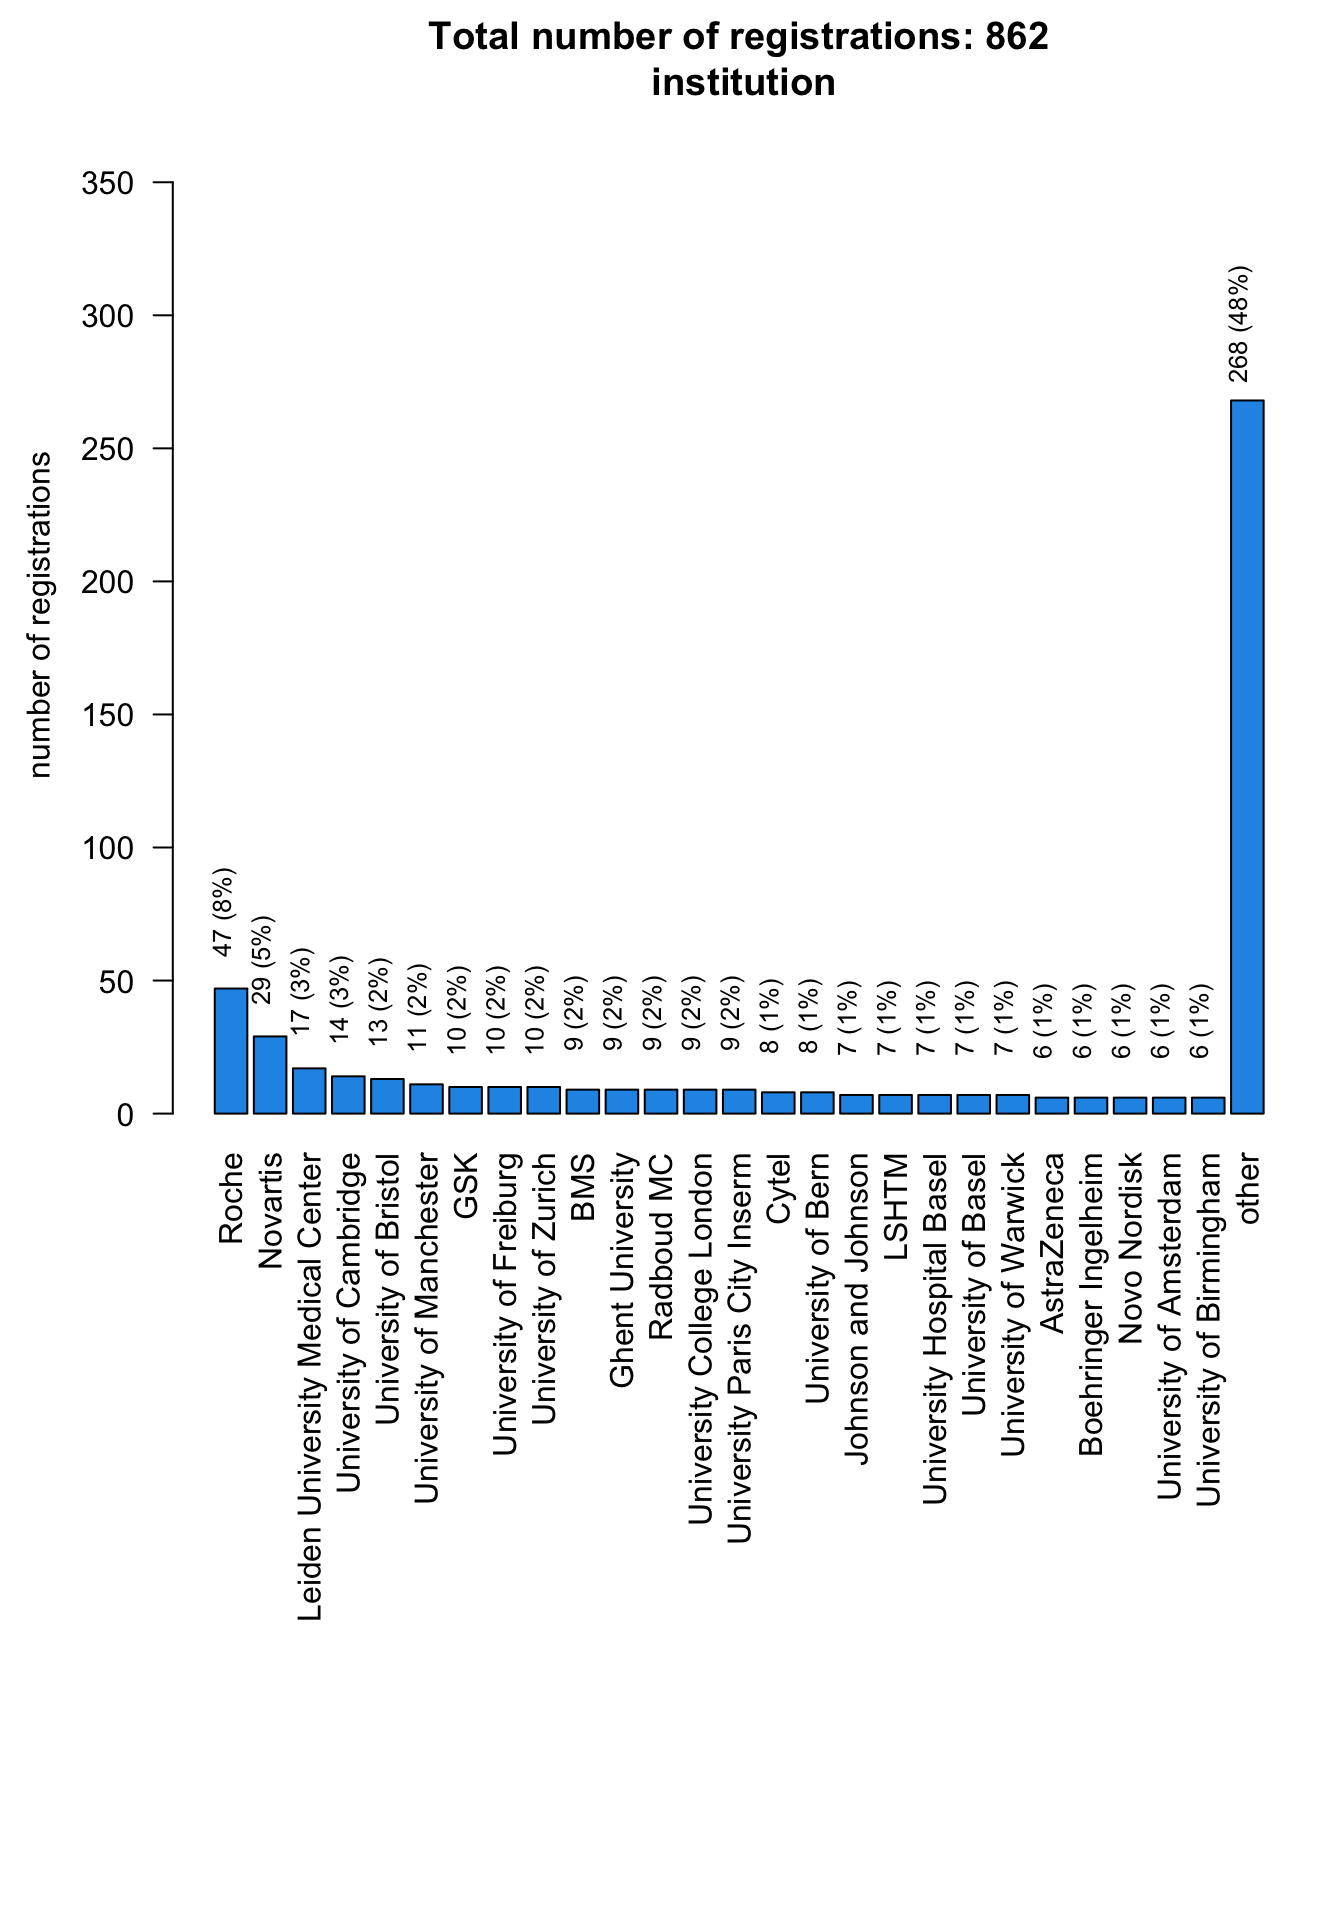 Total number of registrations: 862
institution
number of registrations
350
300
250
200
150
100
50
0
47 (8%)
29 (5%)
17 (3%)
14 (3%)
13 (2%)
11 (2%)
10 (2%)
10 (2%)
10 (2%)
9 (2%)
9 (2%)
9 (2%)
9 (2%)
9 (2%)
8 (1%)
8 (1%)
7 (1%)
7 (1%)
7 (1%)
7 (1%)
7 (1%)
6 (1%)
6 (1%)
6 (1%)
6 (1%)
6 (1%)
268 (48%)
Roche
Novartis
Leiden University Medical Center
University of Cambridge
University of Bristol
University of Manchester
GSK
University of Freiburg
University of Zurich
BMS
Ghent University
Radboud MC
University College London
University Paris City Inserm
Cytel
University of Bern
Johnson and Johnson
LSHTM
University Hospital Basel
University of Basel
University of Warwick
AstraZeneca
Boehringer Ingelheim
Novo Nordisk
University of Amsterdam
University of Birmingham
other